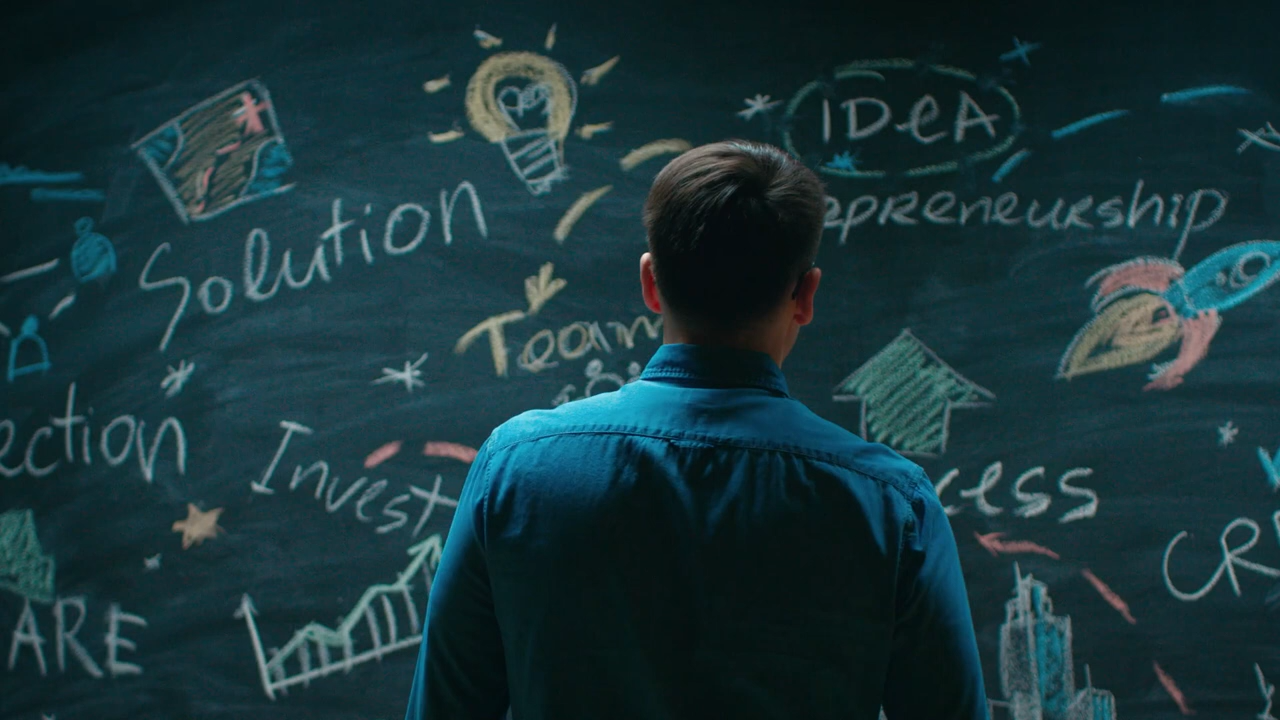 IDeA
Solution
epreneurship
Team
ection
Invest
cess
CR
ARE